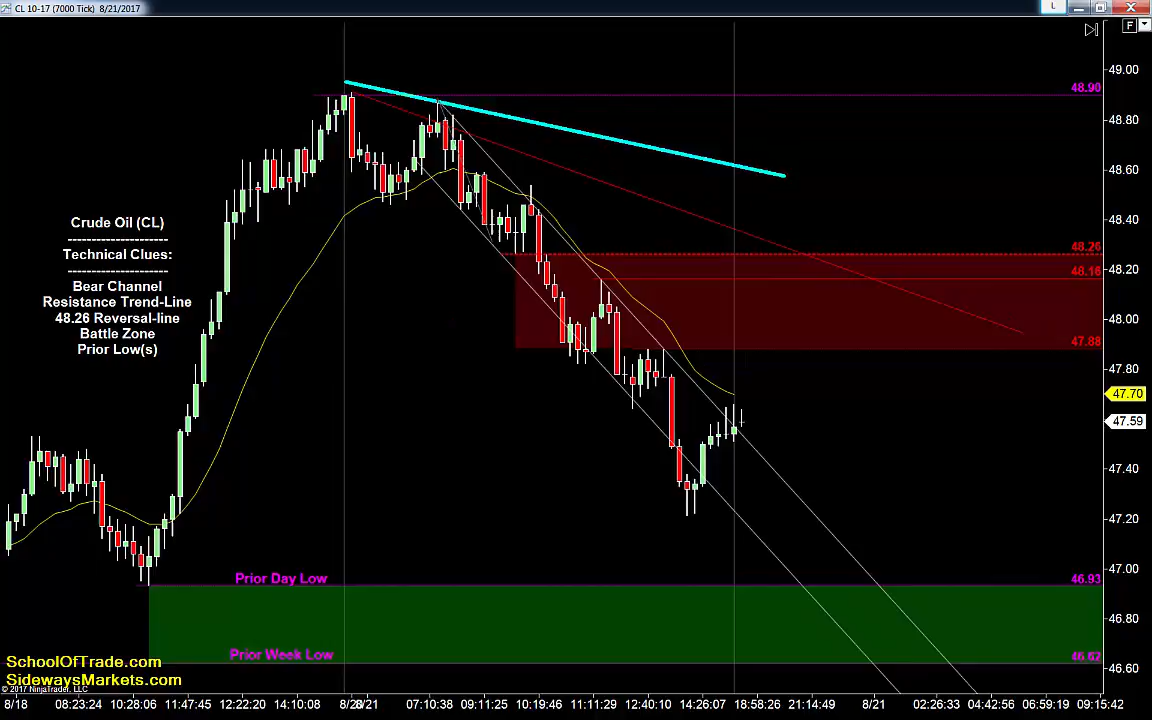 CL 10-17 (7000 Tick)  8/21/2017
L
F
49.00
48.90
48.80
48.60
48.40
Crude Oil (CL)
---------------------
Technical Clues:
---------------------
Bear Channel
Resistance Trend-Line
48.26 Reversal-line
Battle Zone
Prior Low(s)
48.26
48.20
48.16
48.00
47.88
47.80
47.70
47.59
47.40
47.20
47.00
Prior Day Low
46.93
46.80
Prior Week Low
46.62
46.60
SchoolOfTrade.com
SidewaysMarkets.com
© 2017 NinjaTrader, LLC
8/18 08:23:24 10:28:06 11:47:45 12:22:20 14:10:08 8/21 07:10:38 09:11:25 10:19:46 11:11:29 12:40:10 14:26:07 18:58:26 21:14:49 8/21 02:26:33 04:42:56 06:59:19 09:15:42